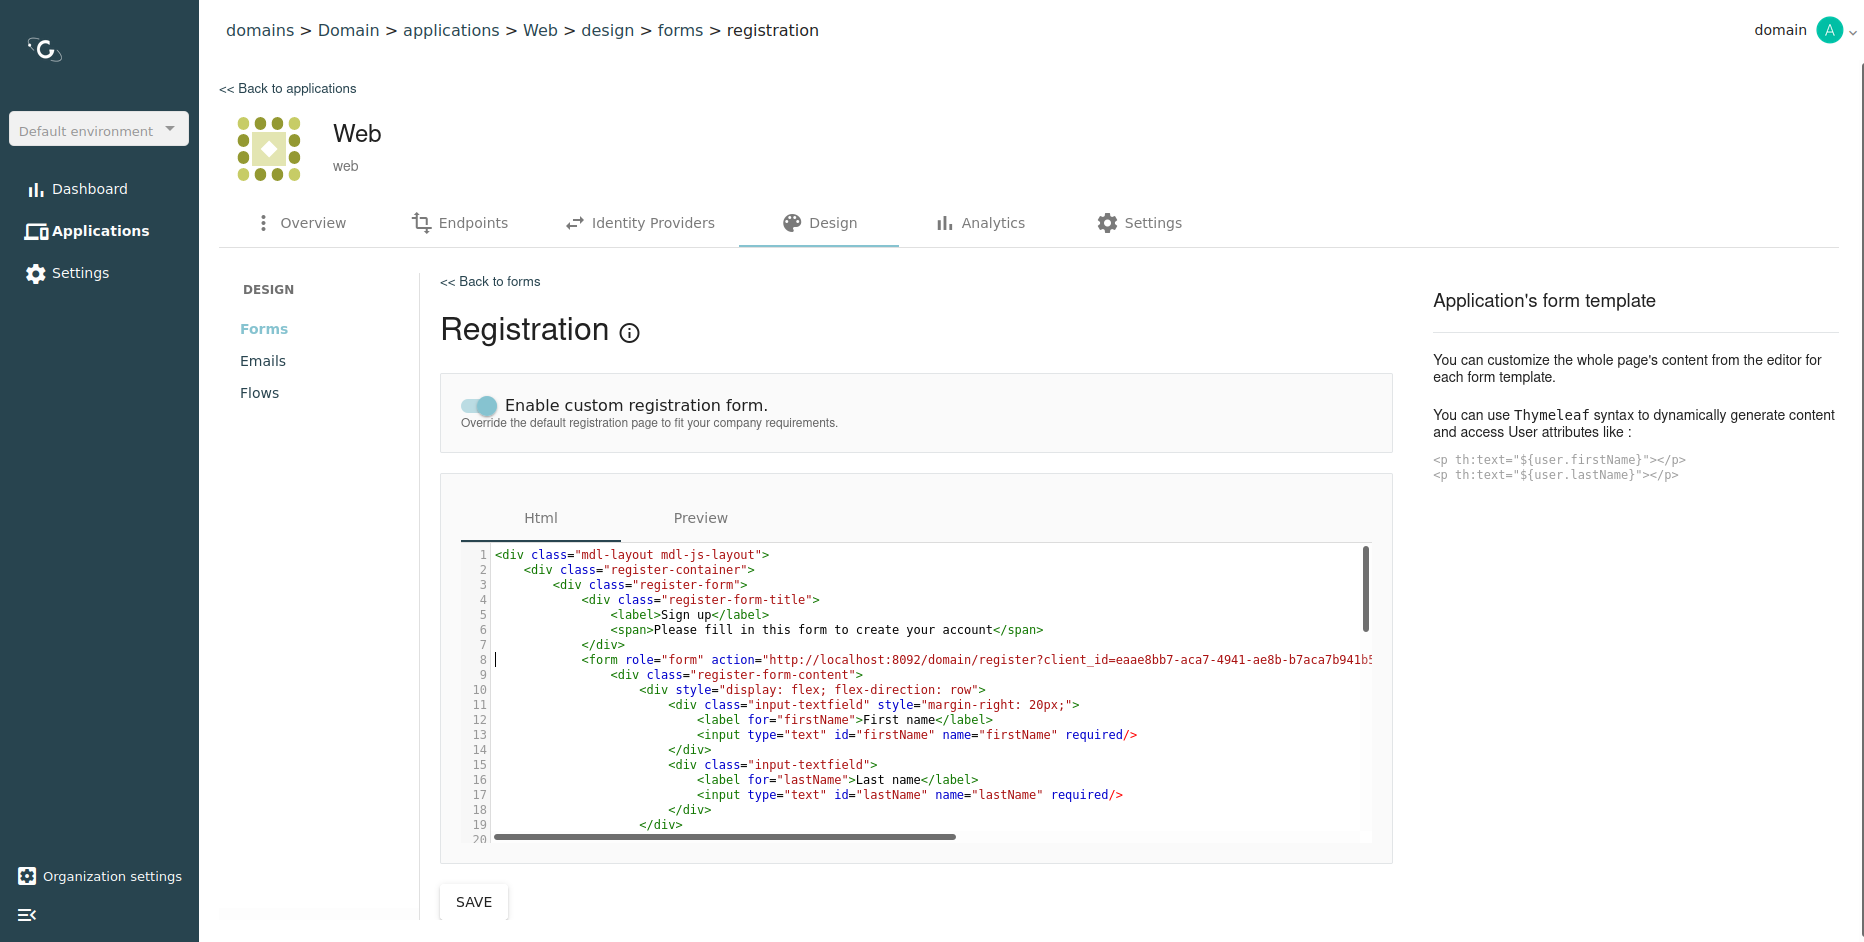 domains > Domain > applications > Web > design > forms > registration
domain A
<< Back to applications
Default environment
Web
web
Dashboard
Applications
Settings
Overview
Endpoints
Identity Providers
Design
Analytics
Settings
DESIGN
Forms
Emails
Flows
<< Back to forms
Registration
Enable custom registration form.
Override the default registration page to fit your company requirements.
Html
Preview
1 <div class="mdl-layout mdl-js-layout">
2 <div class="register-container">
3 <div class="register-form">
4 <div class="register-form-title">
5 <label>Sign up</label>
6 <span>Please fill in this form to create your account</span>
7 </div>
8 <form role="form" action="http://localhost:8092/domain/register?client_id=eaae8bb7-aca7-4941-ae8b-b7aca7b941b5
9 <div class="register-form-content">
10 <div style="display: flex; flex-direction: row">
11 <div class="input-textfield" style="margin-right: 20px;">
12 <label for="firstName">First name</label>
13 <input type="text" id="firstName" name="firstName" required/>
14 </div>
15 <div class="input-textfield">
16 <label for="lastName">Last name</label>
17 <input type="text" id="lastName" name="lastName" required/>
18 </div>
19 </div>
20
SAVE
Application's form template
You can customize the whole page's content from the editor for
each form template.
You can use Thymeleaf syntax to dynamically generate content
and access User attributes like :
<p th:text="${user.firstName}"></p>
<p th:text="${user.lastName}"></p>
Organization settings